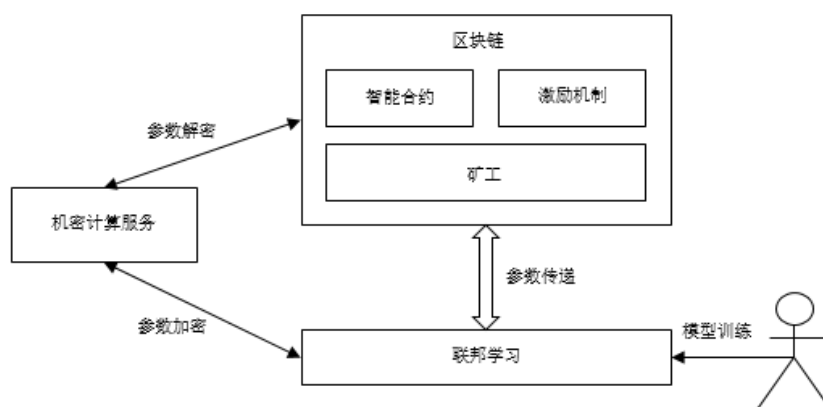 区块链
智能合约
激励机制
参数解密
矿工
机密计算服务
参数传递
参数加密
模型训练
联邦学习